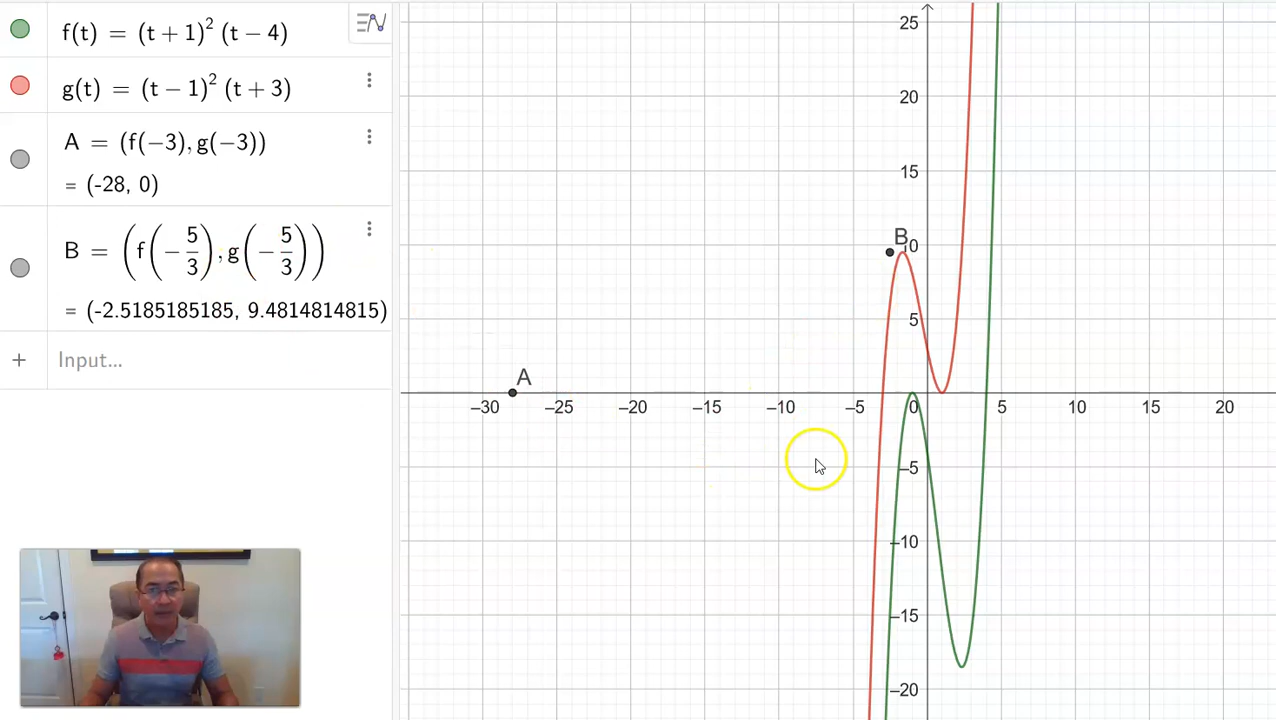 f(t) = (t+1)² (t−4)
g(t) = (t−1)² (t+3)
A = (f(−3), g(−3))
= (-28, 0)
B = (f(−5/3), g(−5/3))
= (-2.5185185185, 9.4814814815)
+ Input...
25
20
15
B
10
5
A
–30 –25 –20 –15 –10 –5 0 5 10 15 20
–5
–10
–15
–20